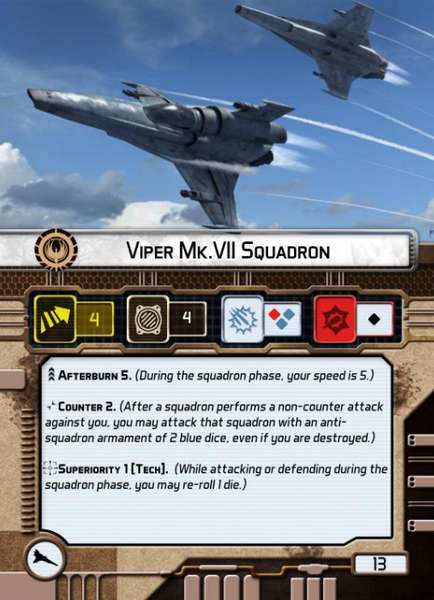 VIPER MK.VII SQUADRON
4 4
AFTERBURN 5. (During the squadron phase, your speed is 5.)
COUNTER 2. (After a squadron performs a non-counter attack
against you, you may attack that squadron with an anti-
squadron armament of 2 blue dice, even if you are destroyed.)
SUPERIORITY 1 [TECH]. (While attacking or defending during the
squadron phase, you may re-roll 1 die.)
13